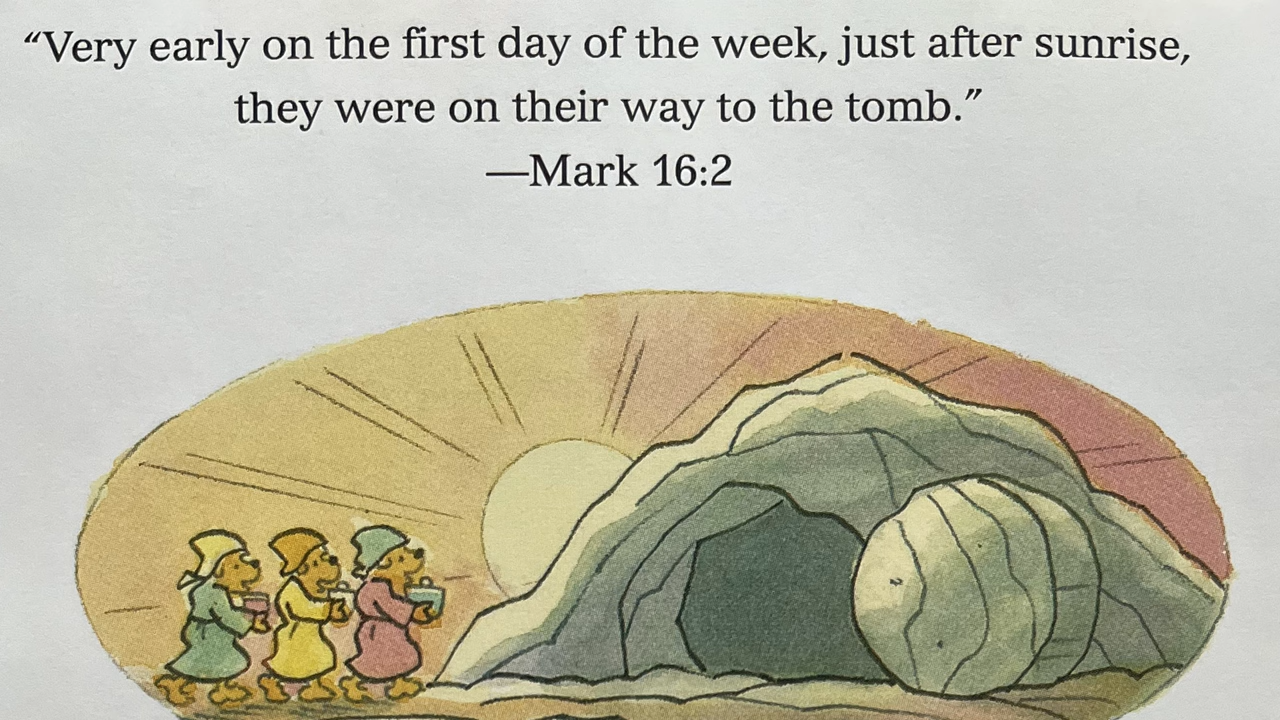 “Very early on the first day of the week, just after sunrise,
they were on their way to the tomb.”
—Mark 16:2